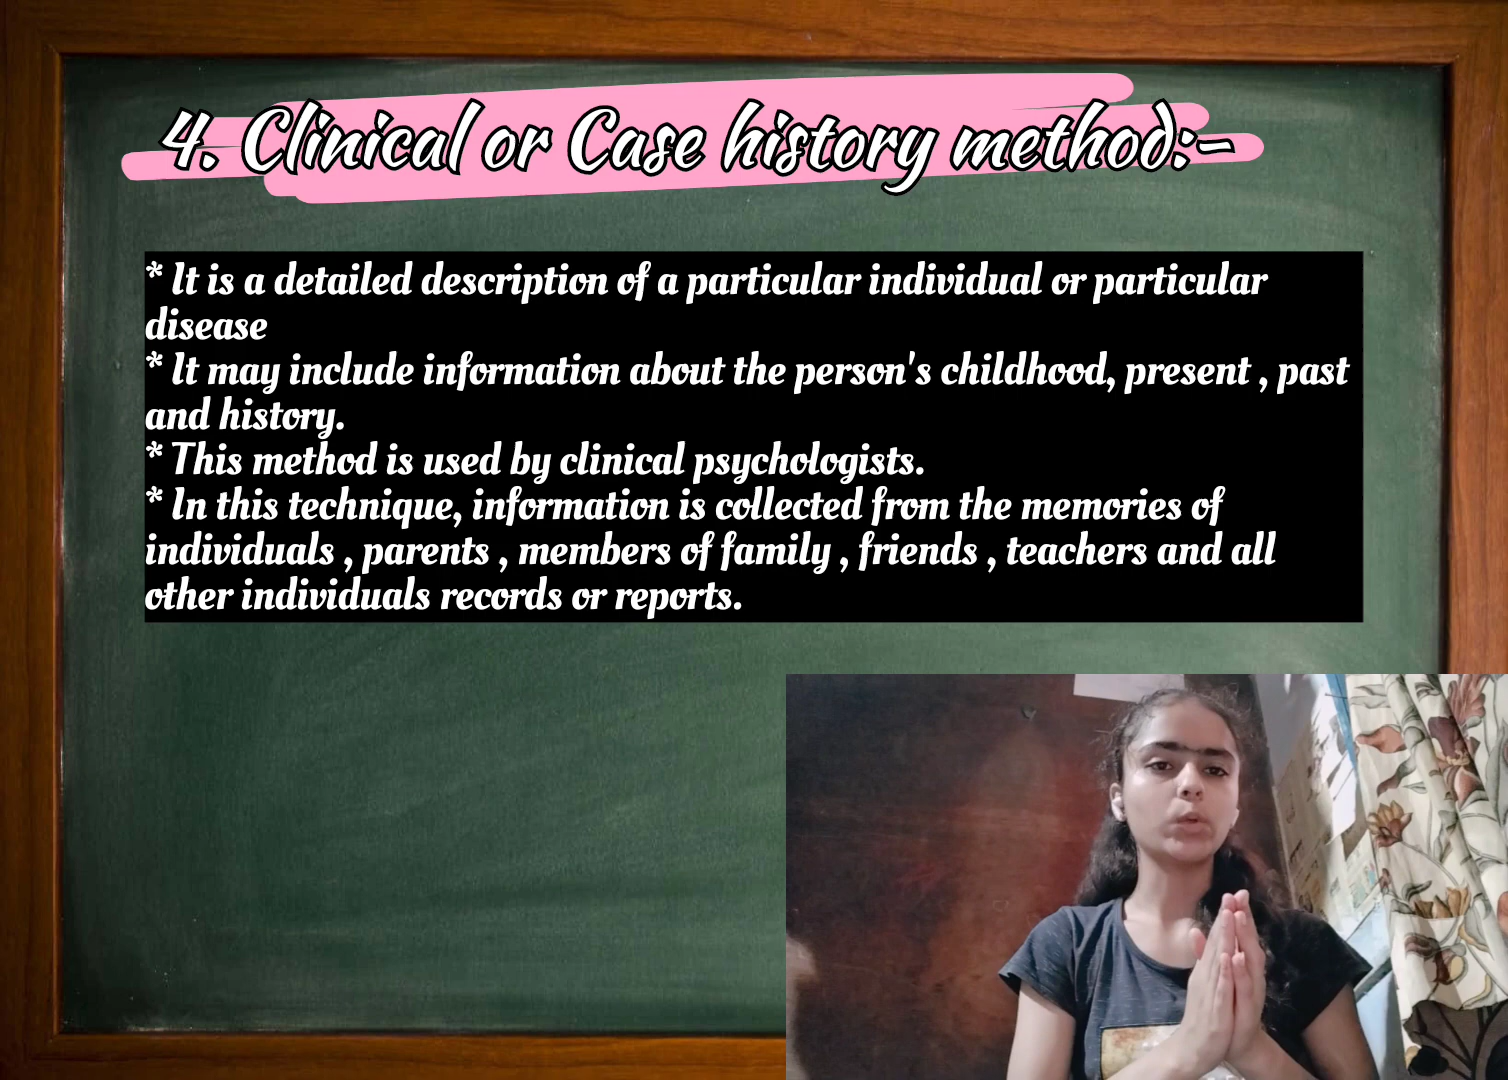 4. Clinical or Case history method:-
* It is a detailed description of a particular individual or particular
disease
* It may include information about the person's childhood, present , past
and history.
* This method is used by clinical psychologists.
* In this technique, information is collected from the memories of
individuals , parents , members of family , friends , teachers and all
other individuals records or reports.